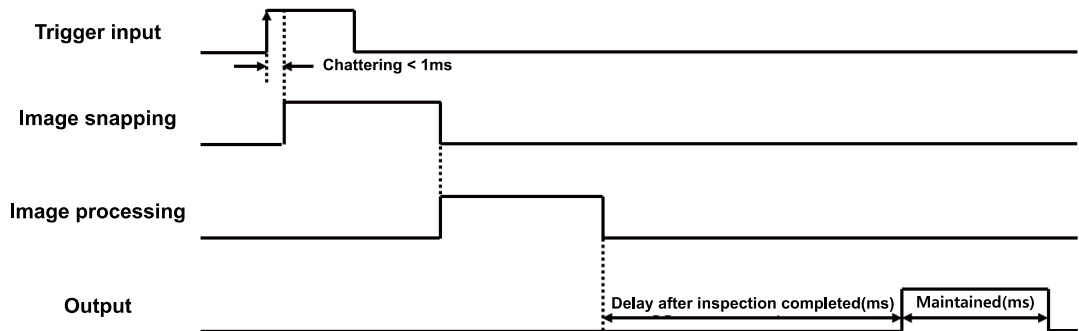 Trigger input
Chattering < 1ms
Image snapping
Image processing
Output
Delay after inspection completed(ms)
Maintained(ms)